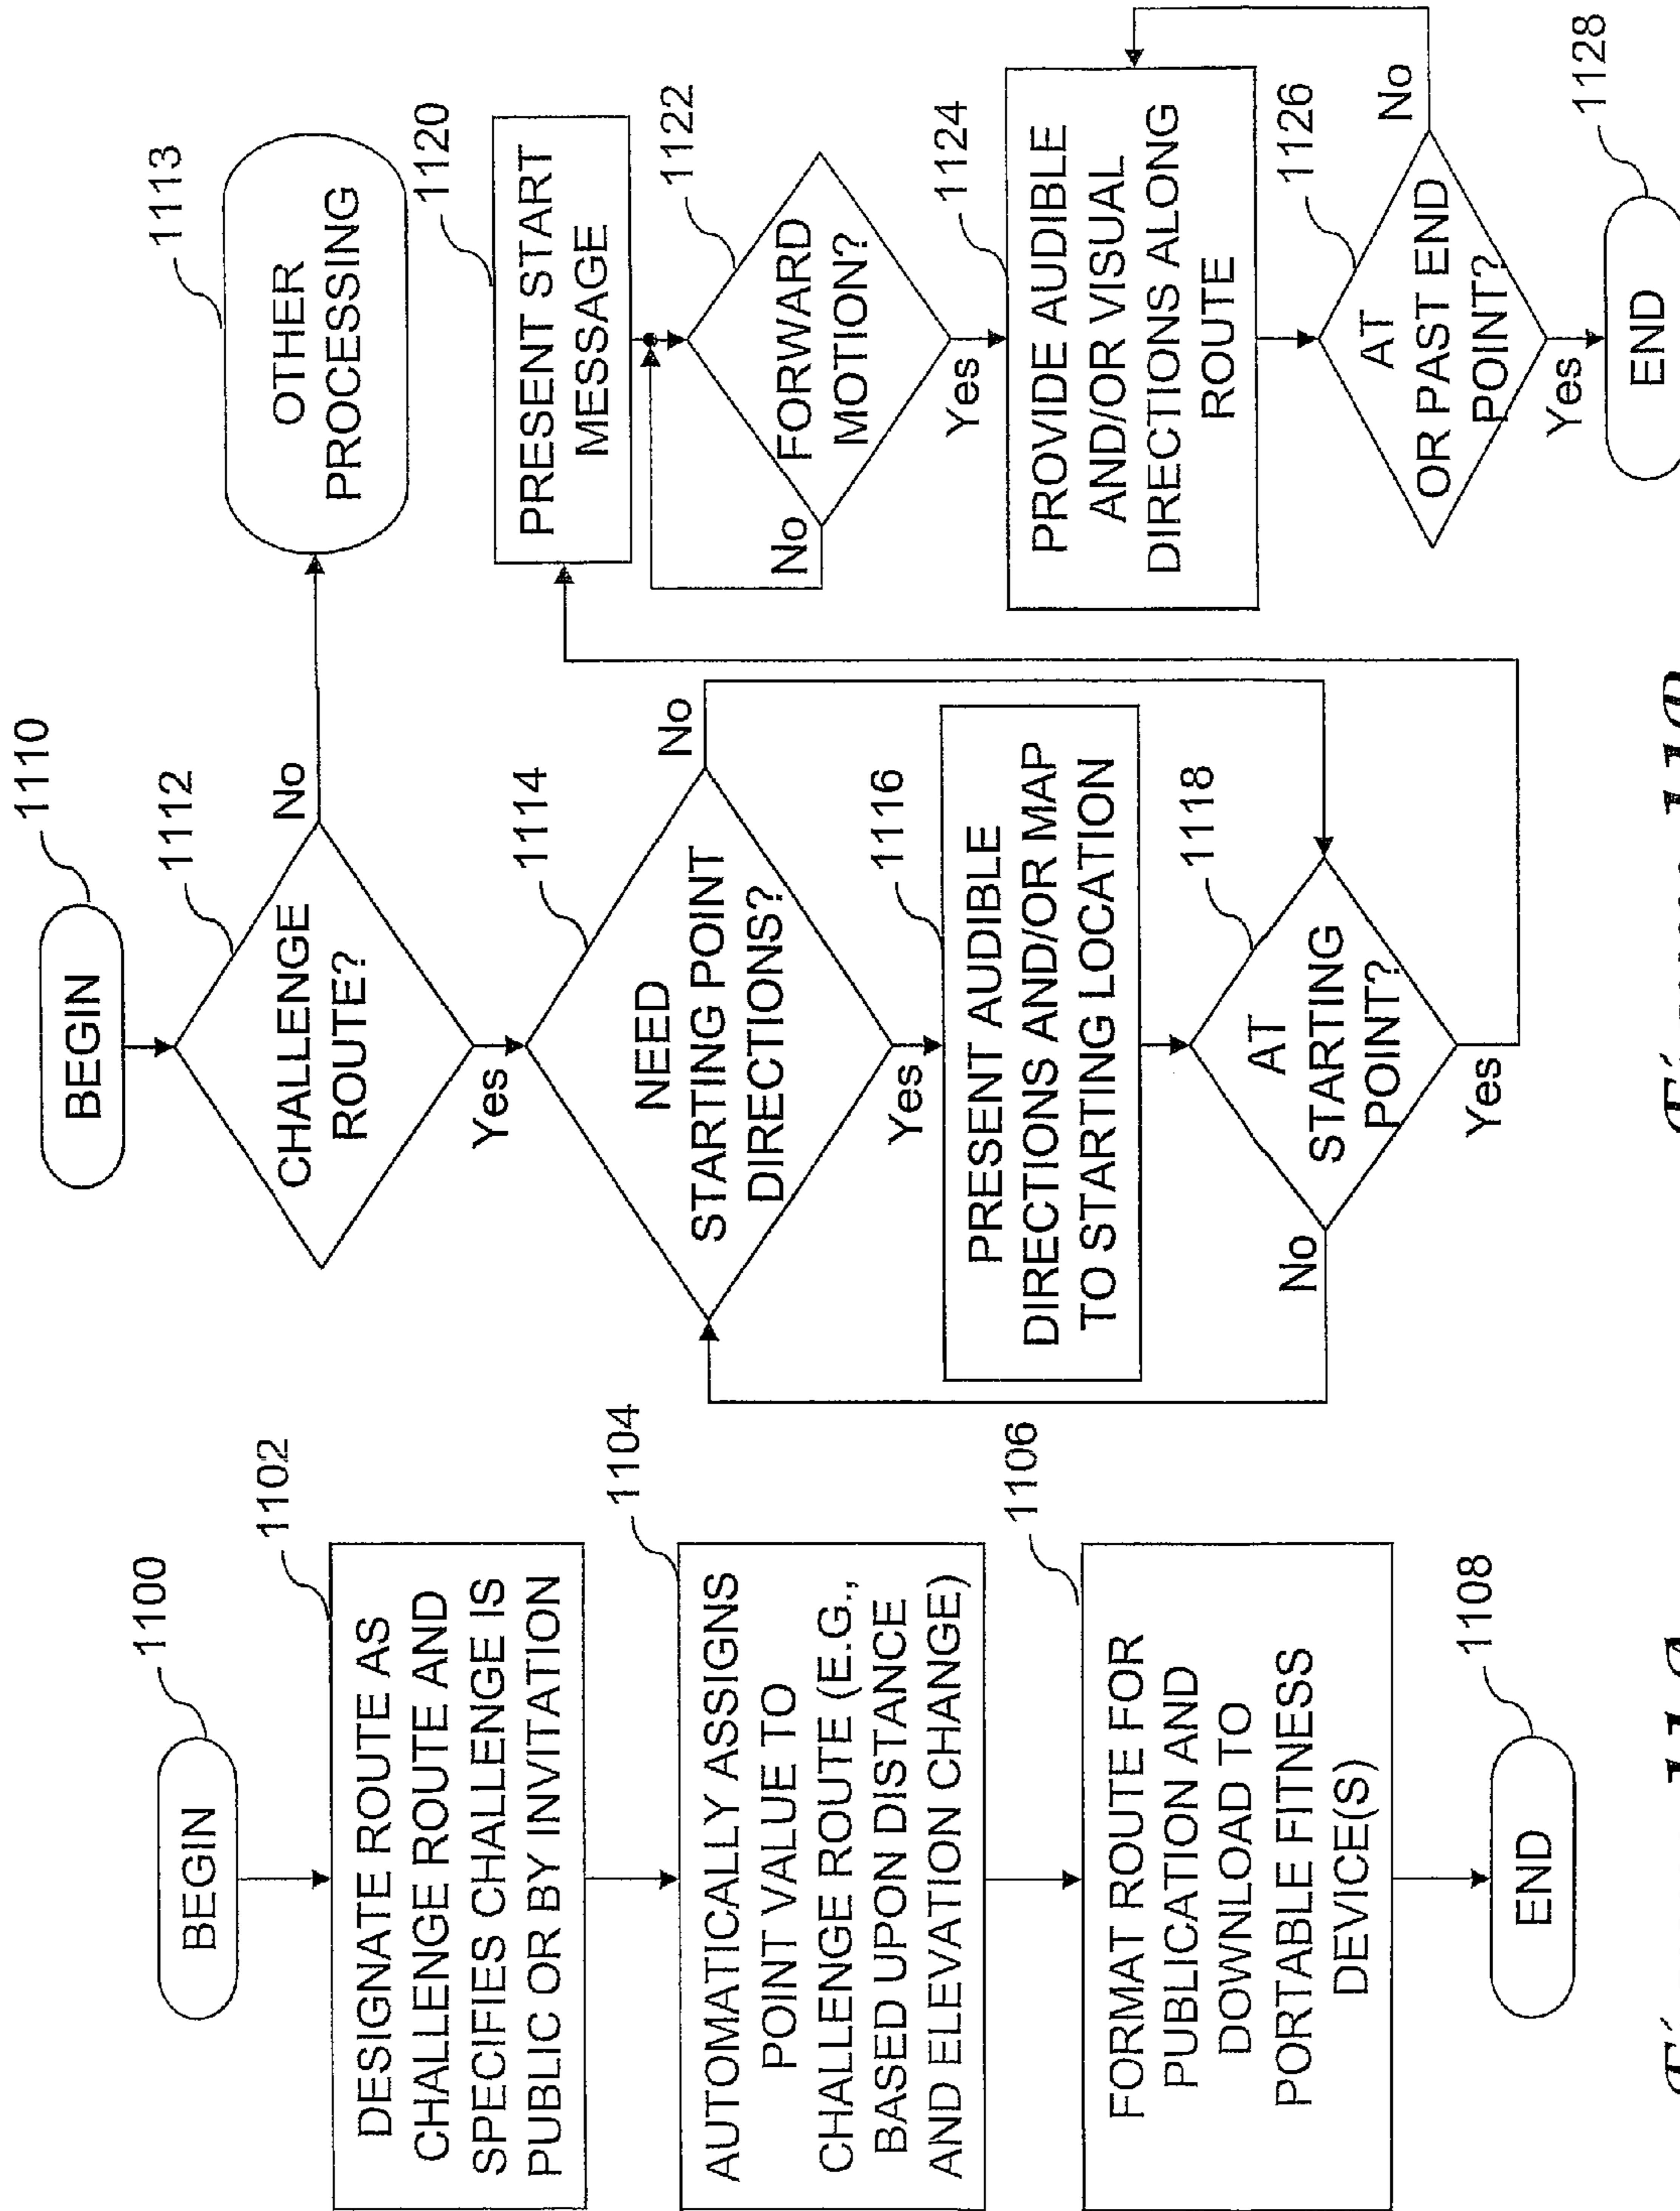 1100
BEGIN
1102
DESIGNATE ROUTE AS
CHALLENGE ROUTE AND
SPECIFIES CHALLENGE IS
PUBLIC OR BY INVITATION
1104
AUTOMATICALLY ASSIGNS
POINT VALUE TO
CHALLENGE ROUTE (E.G.,
BASED UPON DISTANCE
AND ELEVATION CHANGE)
1106
FORMAT ROUTE FOR
PUBLICATION AND
DOWNLOAD TO
PORTABLE FITNESS
DEVICE(S)
1108
END
1110
BEGIN
1112
CHALLENGE
ROUTE?
No
Yes
1113
OTHER
PROCESSING
1114
NEED
STARTING POINT
DIRECTIONS?
No
Yes
1116
PRESENT AUDIBLE
DIRECTIONS AND/OR MAP
TO STARTING LOCATION
1118
AT
STARTING
POINT?
No
Yes
1120
PRESENT START
MESSAGE
1122
FORWARD
MOTION?
No
Yes
1124
PROVIDE AUDIBLE
AND/OR VISUAL
DIRECTIONS ALONG
ROUTE
1126
AT
OR PAST END
POINT?
No
Yes
1128
END